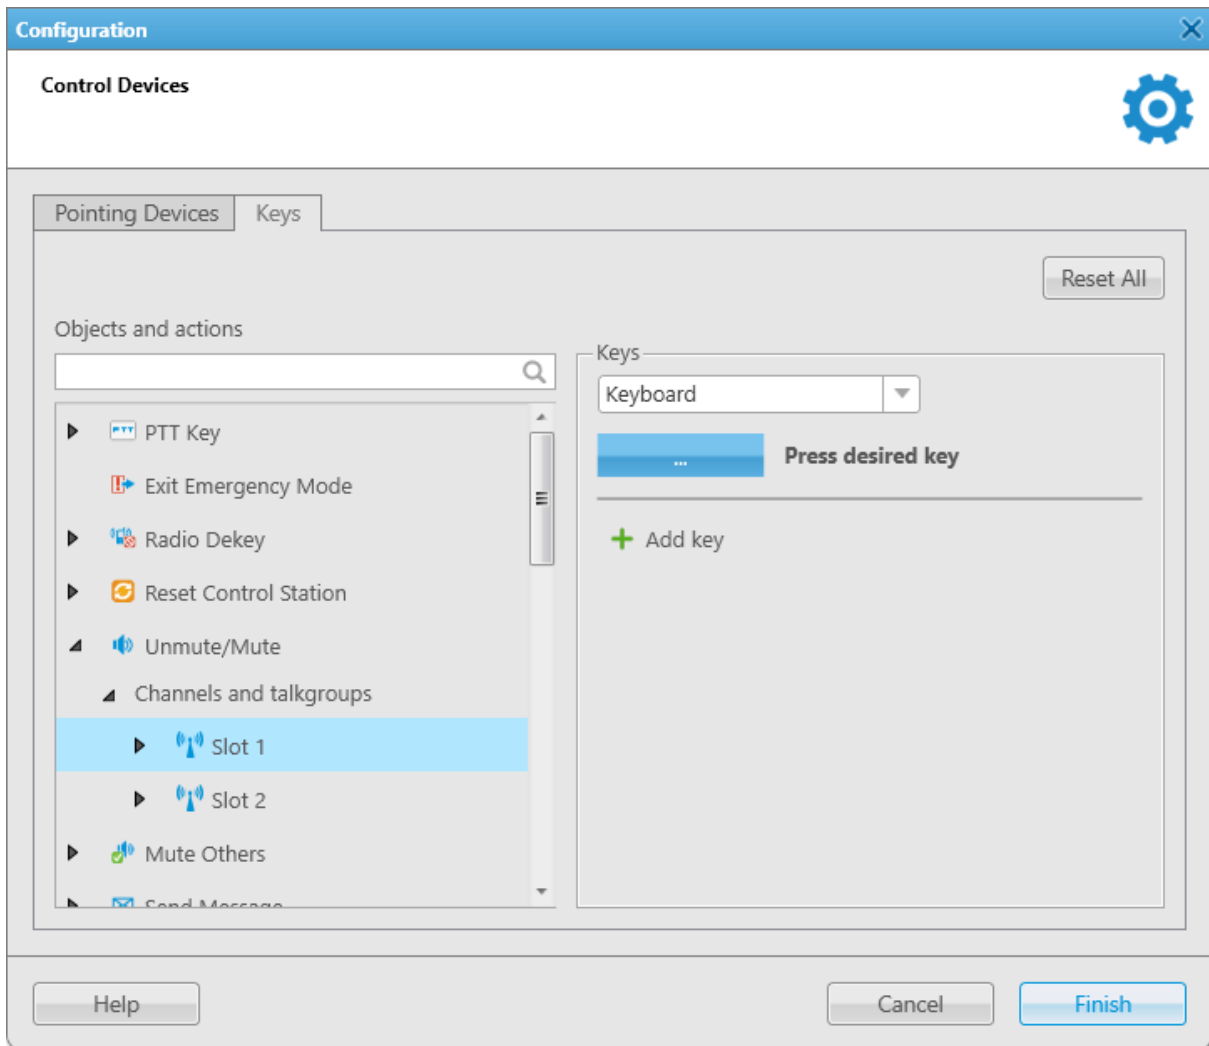 Configuration
Control Devices
Pointing Devices
Keys
Reset All
Objects and actions
PTT Key
Exit Emergency Mode
Radio Dekey
Reset Control Station
Unmute/Mute
Channels and talkgroups
Slot 1
Slot 2
Mute Others
Send Message
Keys
Keyboard
...
Press desired key
Add key
Help
Cancel
Finish